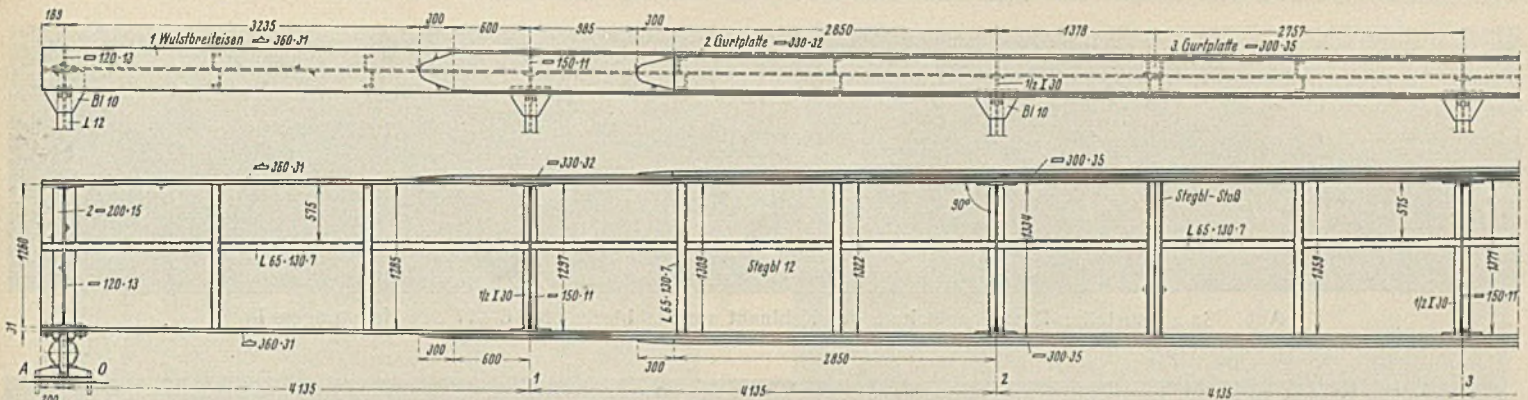 189 3235 300 600 985 300 2850 1378 2757
1. Wulstbreiteisen 360·31
2. Gurtplatte 330·32
3. Gurtplatte 300·35
120·13
150·11
1/2 I 30
Bl 10
Bl 10
I 12
360·31
330·32
300·35
2 200·15
575
90°
Stegbl-Stoß
575
1260
L 65·130·7
1285
1297
L 65·130·7
1309
Stegbl 12
1322
1334
L 65·130·7
1359
1371
120·13
1/2 I 30
150·11
1/2 I 30
150·11
31
360·31
300 600
300
2850
300·35
A 0
4135
1
4135
2
4135
3